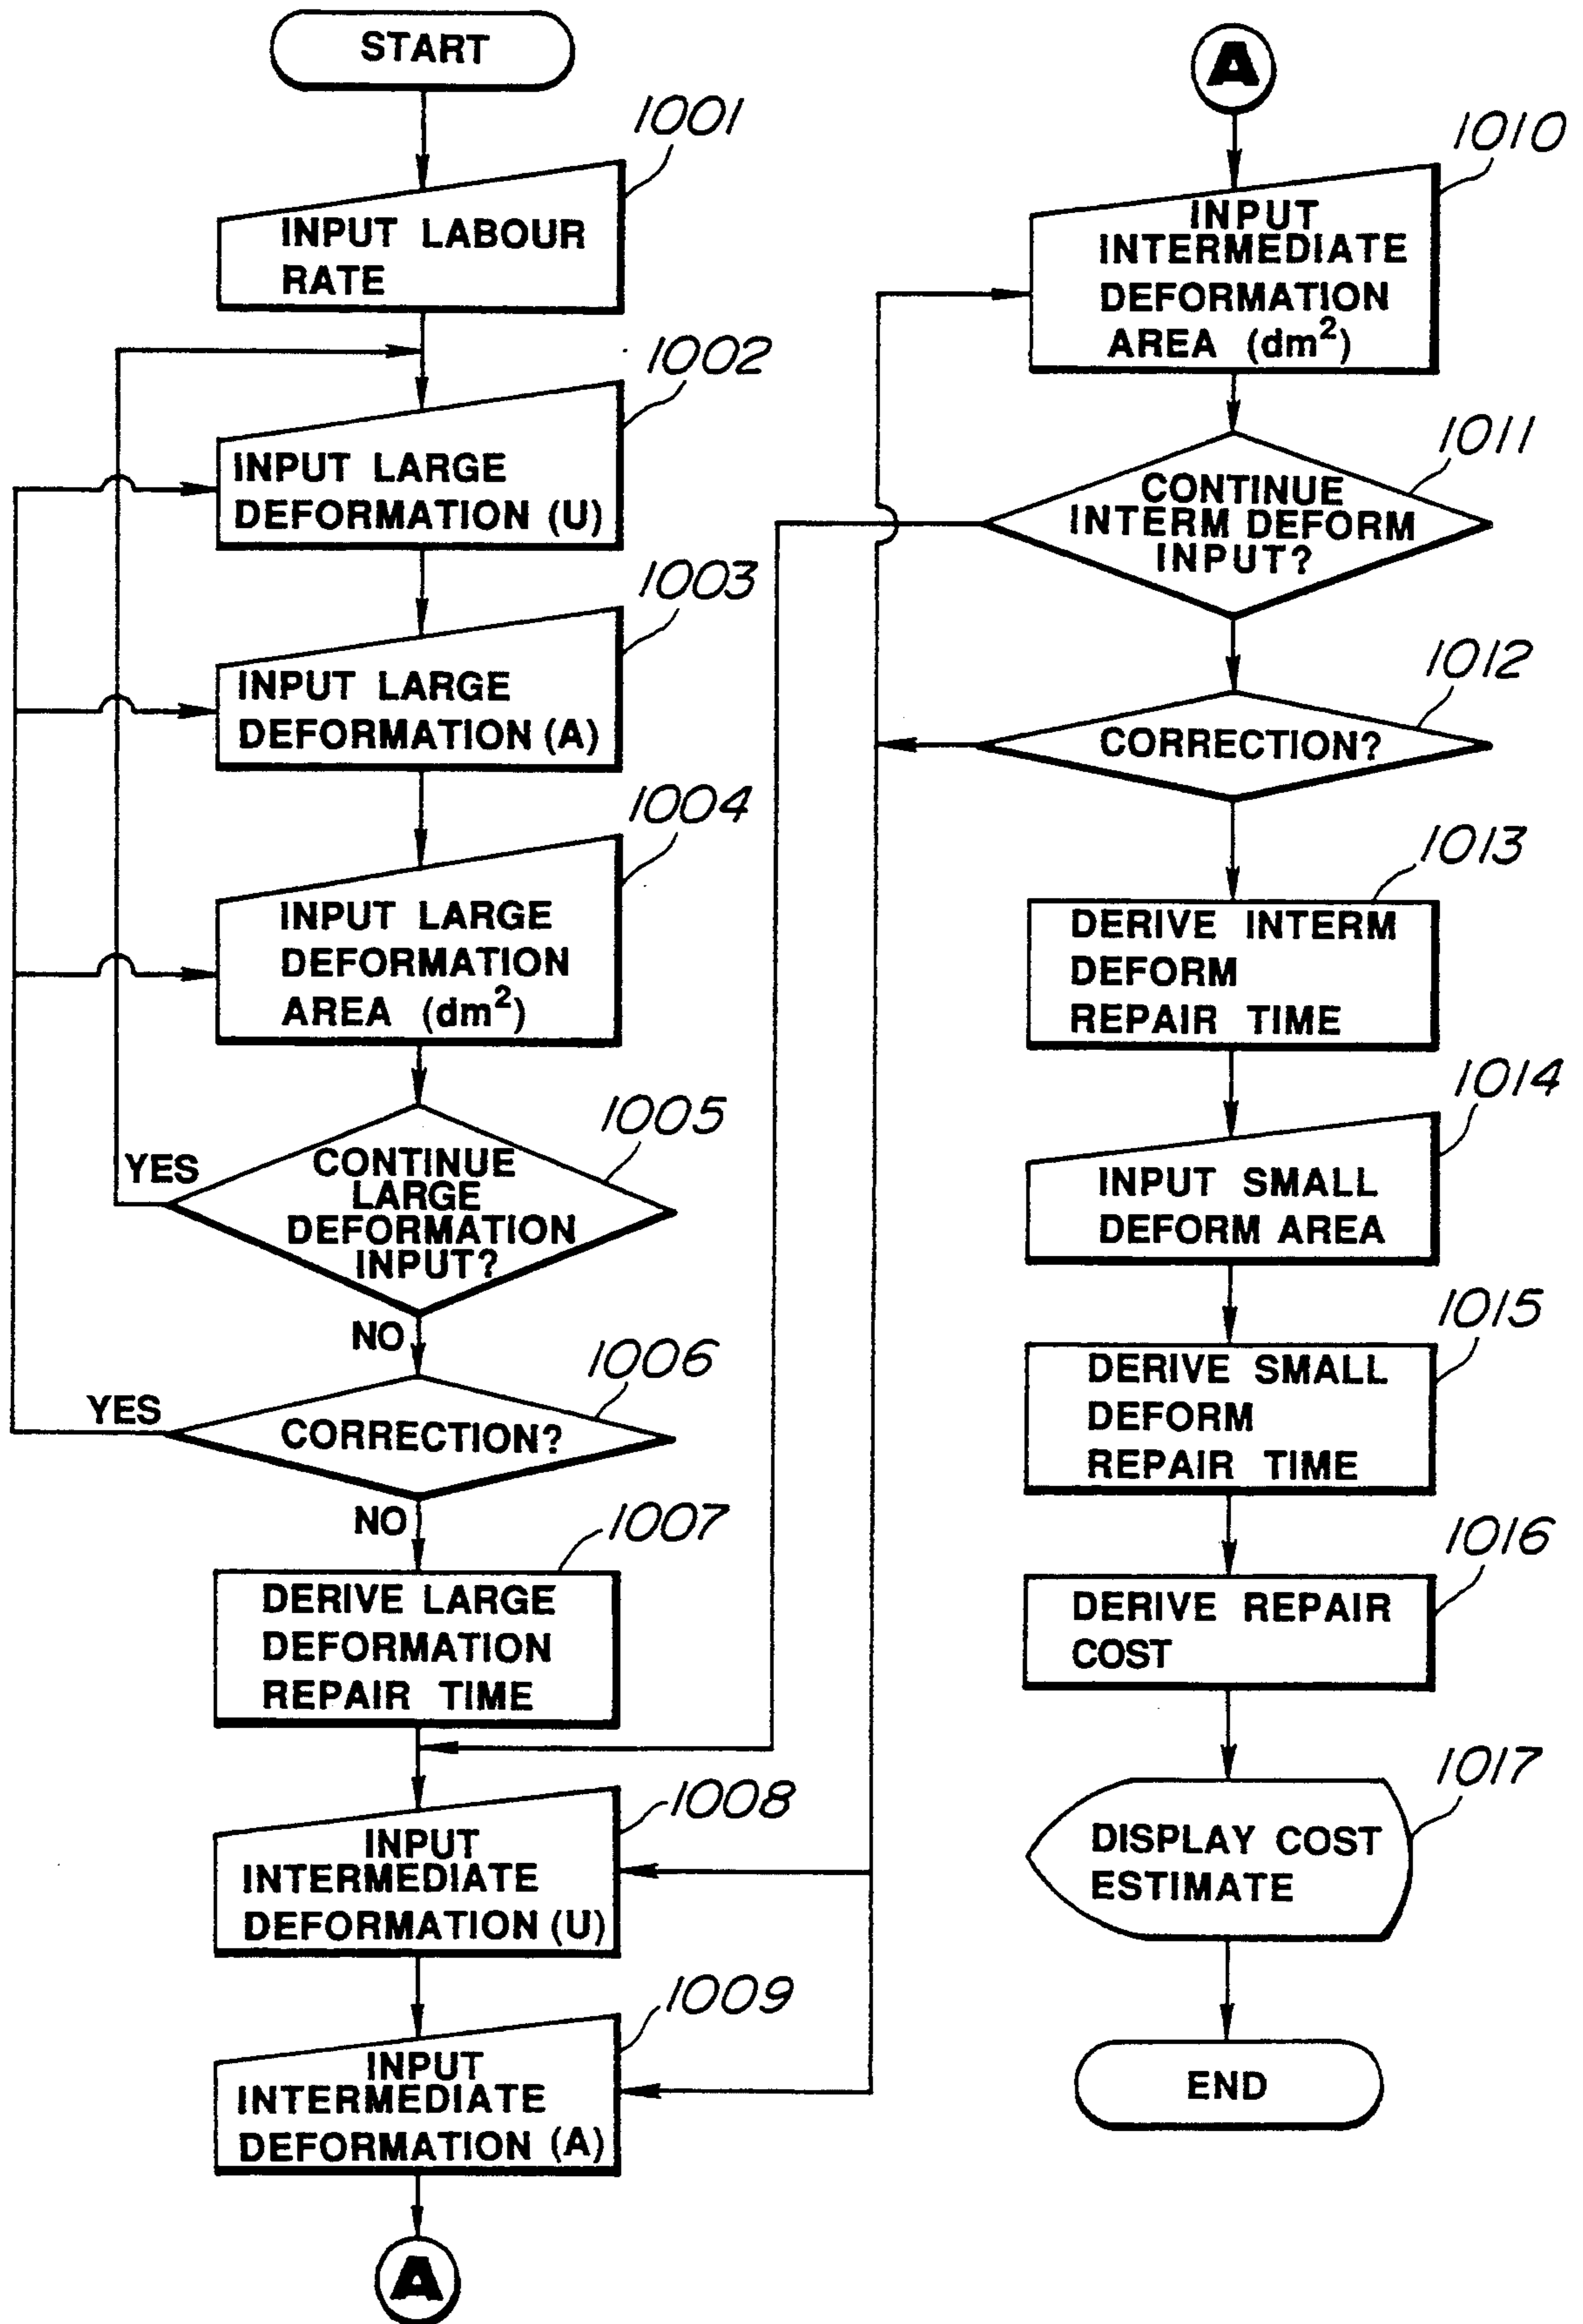 START
1001
INPUT LABOUR
RATE
1002
INPUT LARGE
DEFORMATION (U)
1003
INPUT LARGE
DEFORMATION (A)
1004
INPUT LARGE
DEFORMATION
AREA (dm²)
1005
YES
CONTINUE
LARGE
DEFORMATION
INPUT?
NO
1006
YES
CORRECTION?
NO
1007
DERIVE LARGE
DEFORMATION
REPAIR TIME
1008
INPUT
INTERMEDIATE
DEFORMATION (U)
1009
INPUT
INTERMEDIATE
DEFORMATION (A)
A
A
1010
INPUT
INTERMEDIATE
DEFORMATION
AREA (dm²)
1011
CONTINUE
INTERM DEFORM
INPUT?
1012
CORRECTION?
1013
DERIVE INTERM
DEFORM
REPAIR TIME
1014
INPUT SMALL
DEFORM AREA
1015
DERIVE SMALL
DEFORM
REPAIR TIME
1016
DERIVE REPAIR
COST
1017
DISPLAY COST
ESTIMATE
END